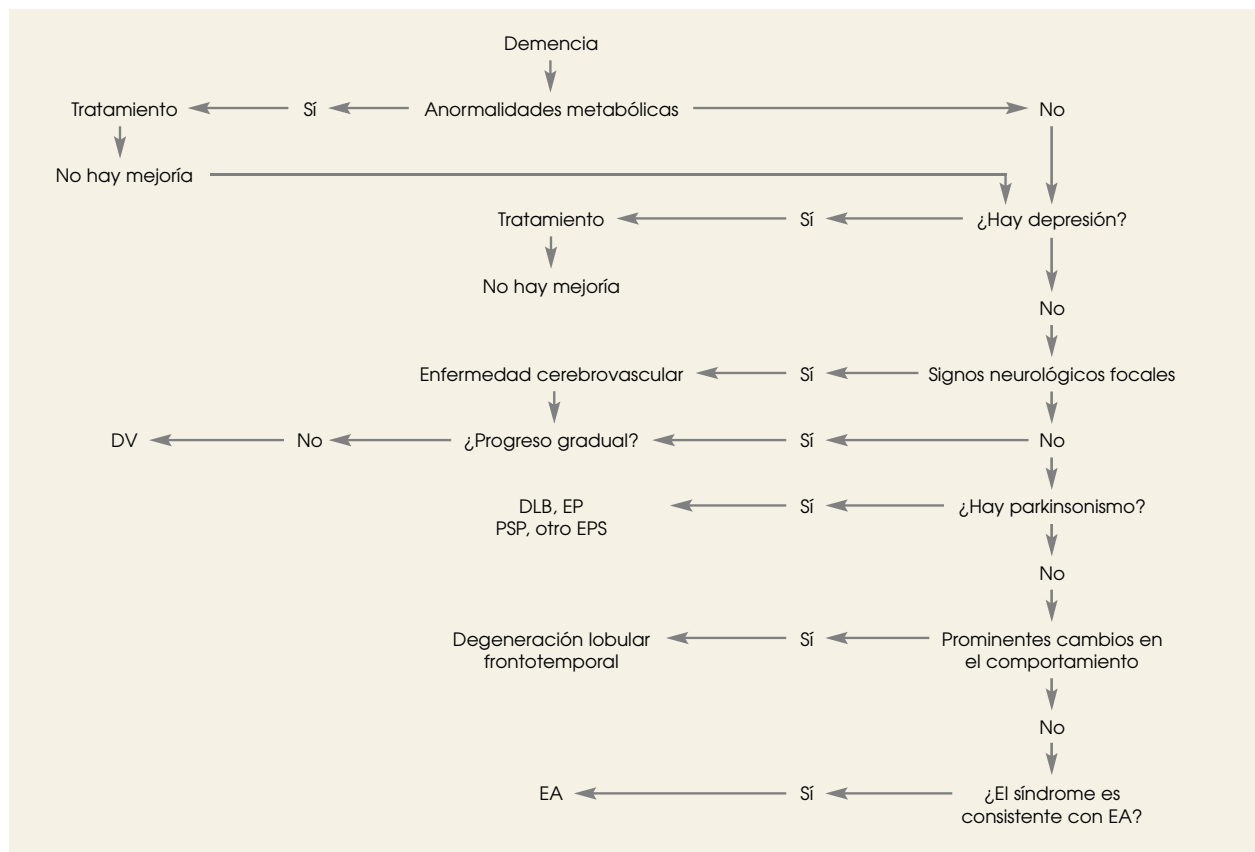 Demencia
Tratamiento
Sí
Anormalidades metabólicas
No
No hay mejoría
Tratamiento
Sí
¿Hay depresión?
No hay mejoría
No
Enfermedad cerebrovascular
Sí
Signos neurológicos focales
DV
No
¿Progreso gradual?
Sí
No
DLB, EP
PSP, otro EPS
Sí
¿Hay parkinsonismo?
No
Degeneración lobular
frontotemporal
Sí
Prominentes cambios en
el comportamiento
No
EA
Sí
¿El síndrome es
consistente con EA?